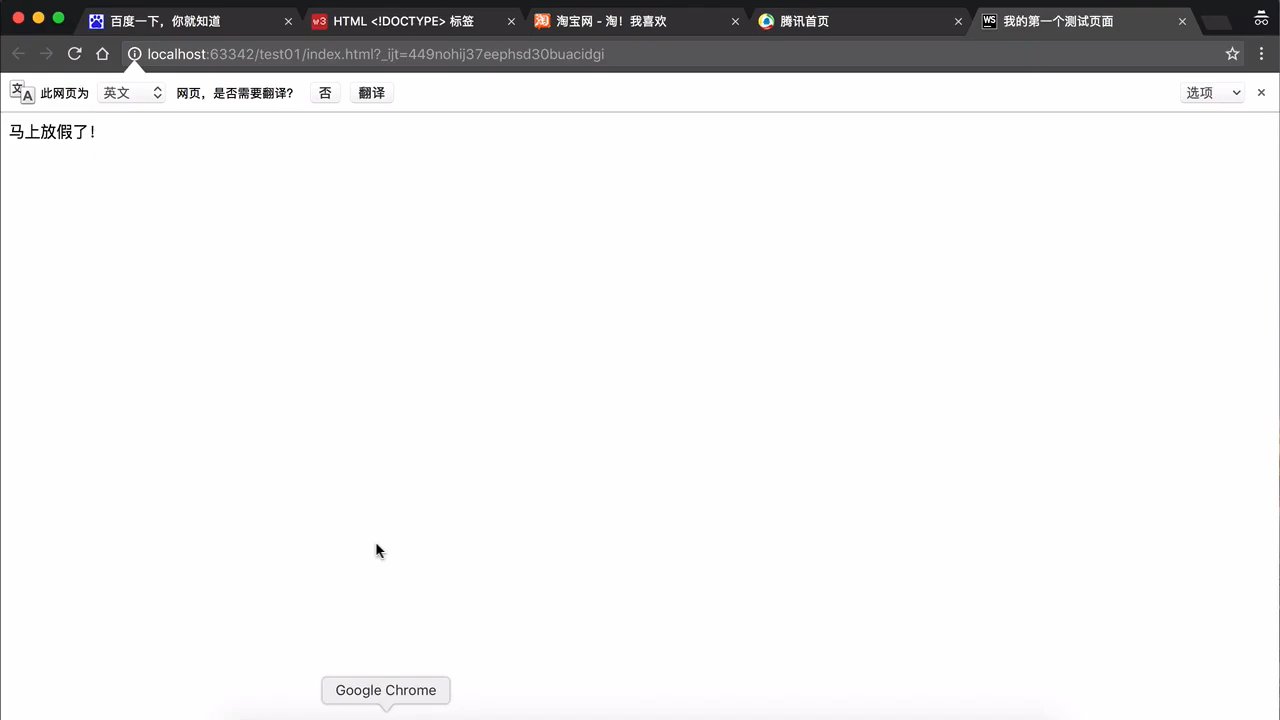 百度一下，你就知道
HTML <!DOCTYPE> 标签
淘宝网 - 淘！我喜欢
腾讯首页
我的第一个测试页面
localhost:63342/test01/index.html?_ijt=449nohij37eephsd30buacidgi
此网页为 英文 网页，是否需要翻译？ 否 翻译 选项
马上放假了！
Google Chrome